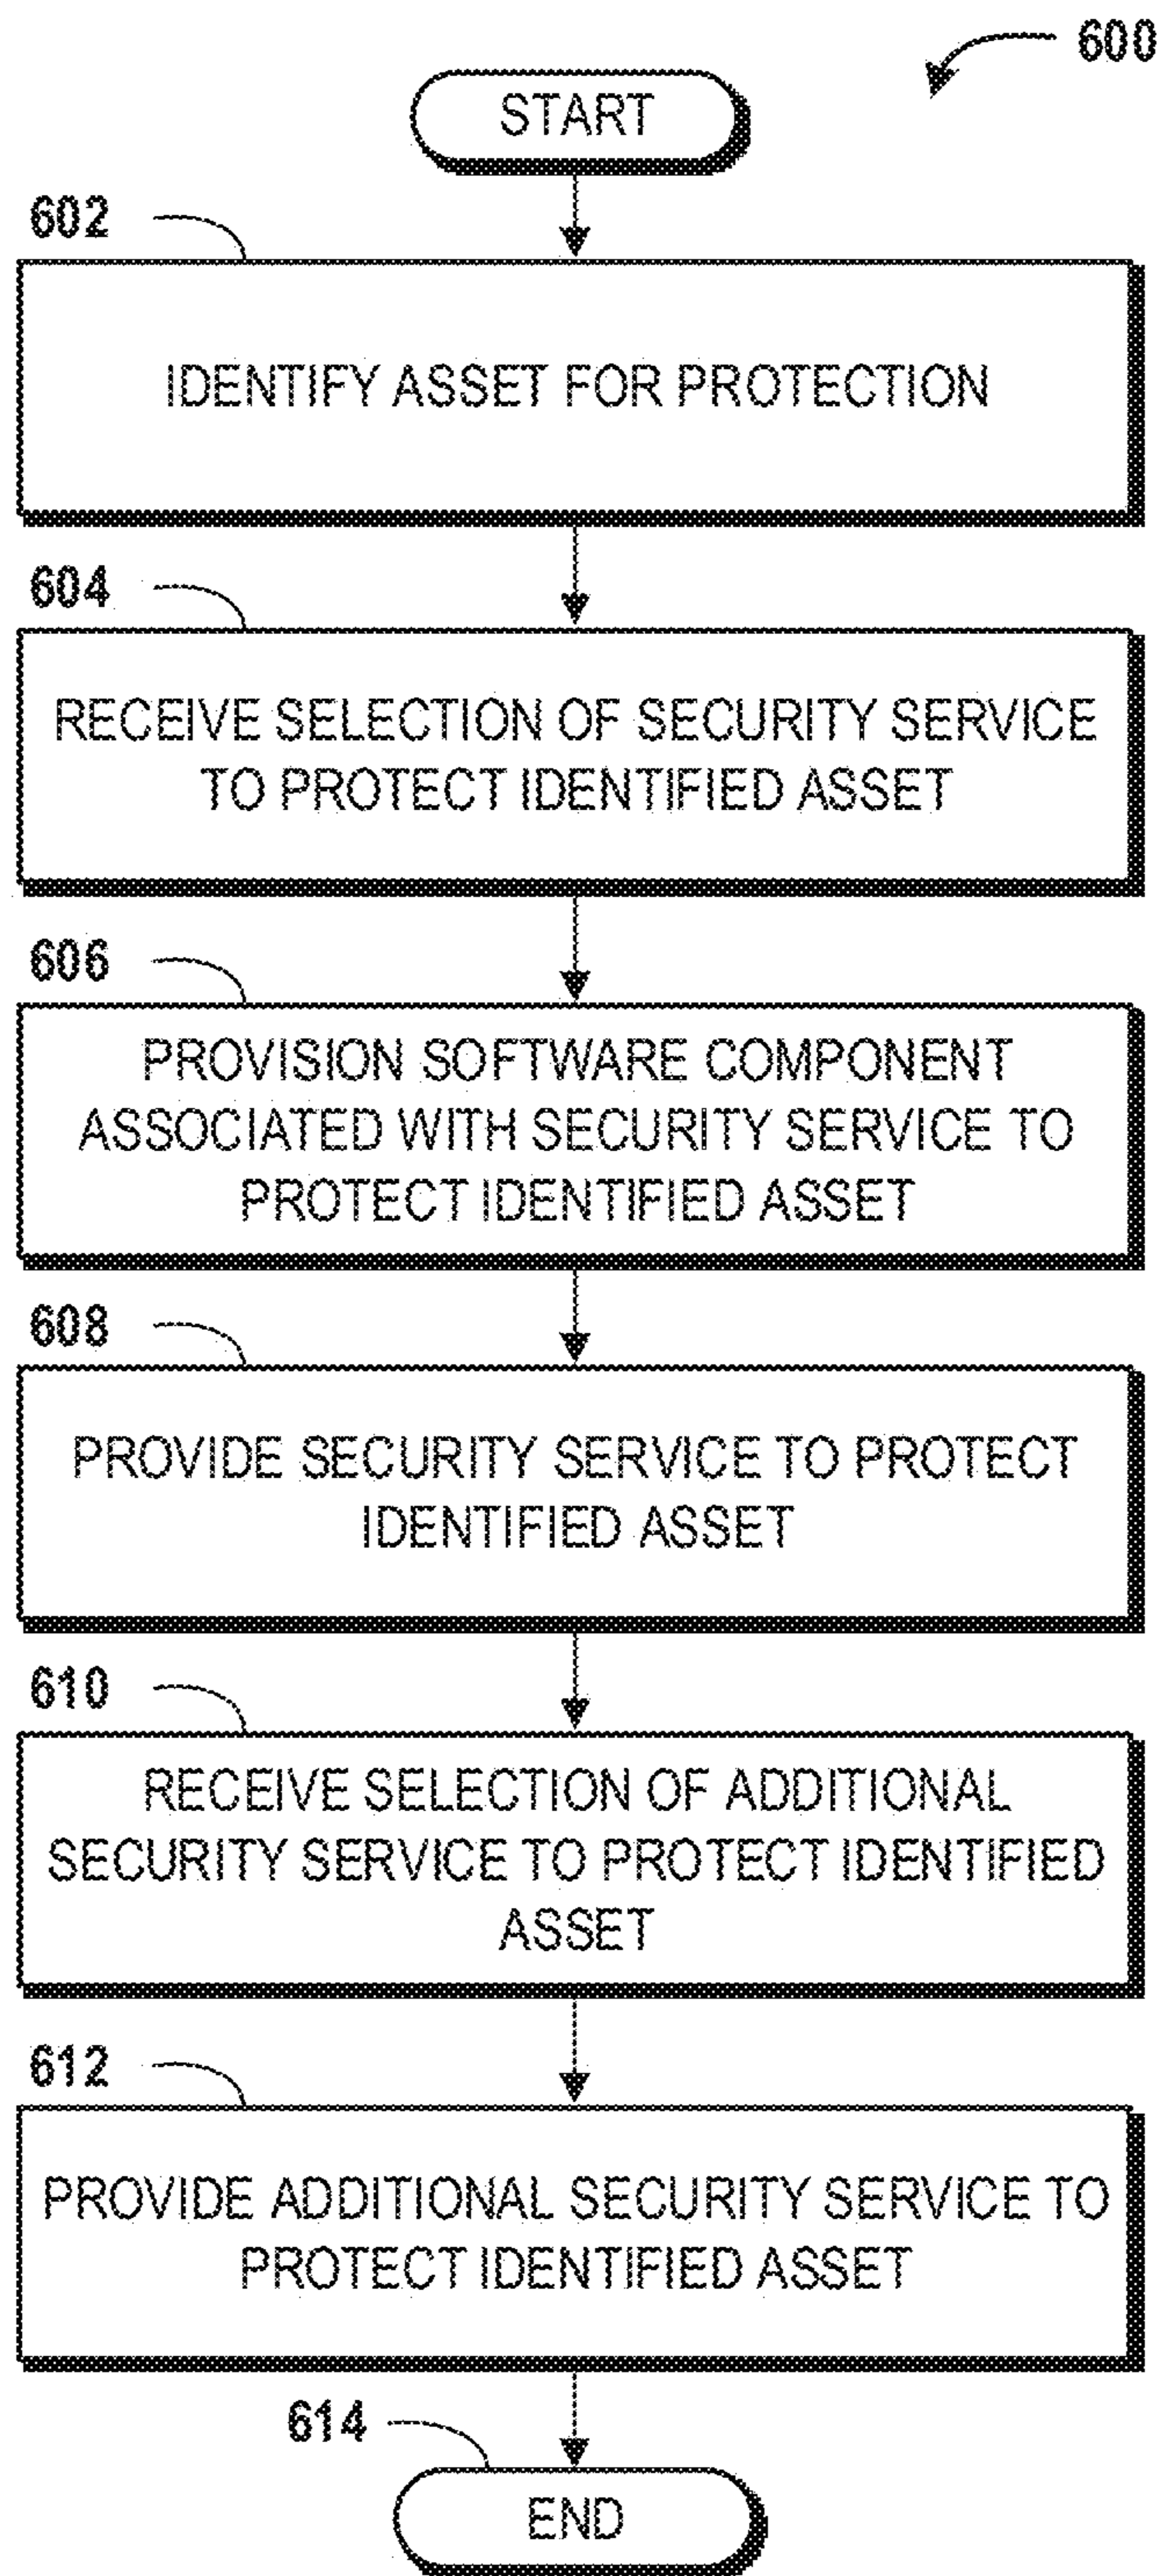 600
START
602
IDENTIFY ASSET FOR PROTECTION
604
RECEIVE SELECTION OF SECURITY SERVICE
TO PROTECT IDENTIFIED ASSET
606
PROVISION SOFTWARE COMPONENT
ASSOCIATED WITH SECURITY SERVICE TO
PROTECT IDENTIFIED ASSET
608
PROVIDE SECURITY SERVICE TO PROTECT
IDENTIFIED ASSET
610
RECEIVE SELECTION OF ADDITIONAL
SECURITY SERVICE TO PROTECT IDENTIFIED
ASSET
612
PROVIDE ADDITIONAL SECURITY SERVICE TO
PROTECT IDENTIFIED ASSET
614
END